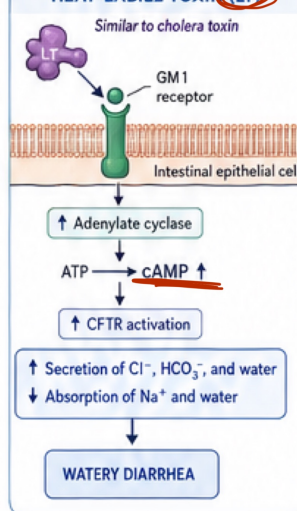 Similar to cholera toxin
LT
GM1
receptor
Intestinal epithelial cel
↑ Adenylate cyclase
ATP → cAMP ↑
↑ CFTR activation
↑ Secretion of Cl⁻, HCO₃⁻, and water
↓ Absorption of Na⁺ and water
WATERY DIARRHEA